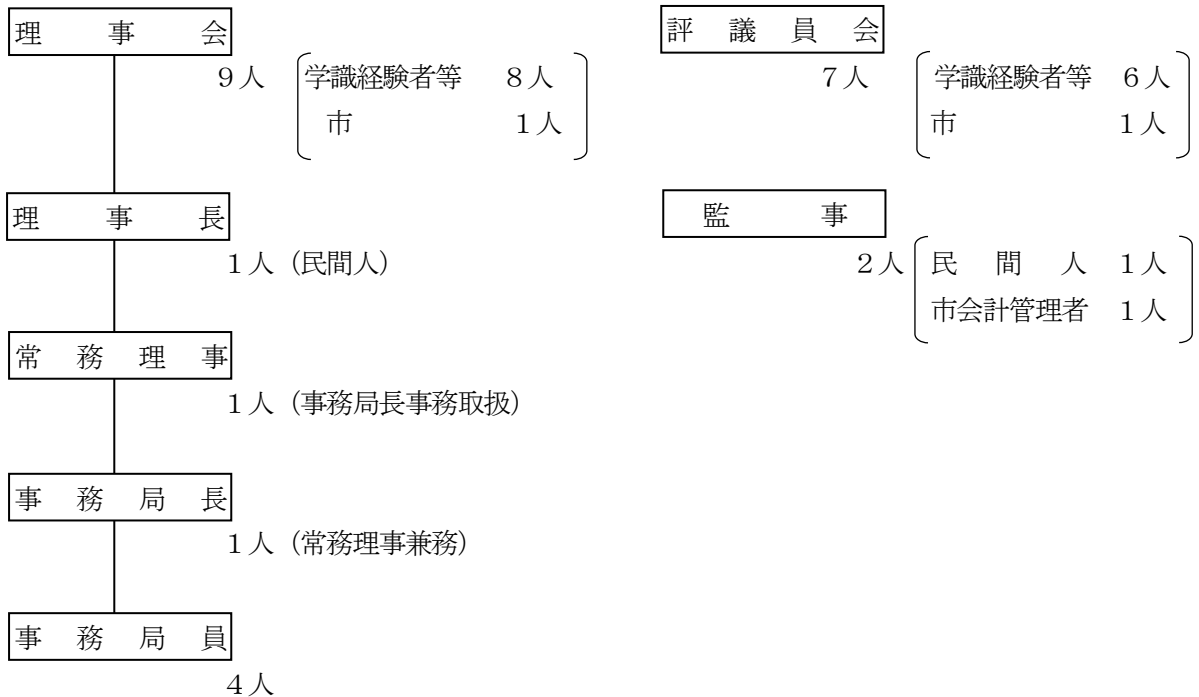 理事会
9人 学識経験者等 8人
市 1人
理事長
1人（民間人）
常務理事
1人（事務局長事務取扱）
事務局長
1人（常務理事兼務）
事務局員
4人
評議員会
7人 学識経験者等 6人
市 1人
監事
2人 民間人 1人
市会計管理者 1人